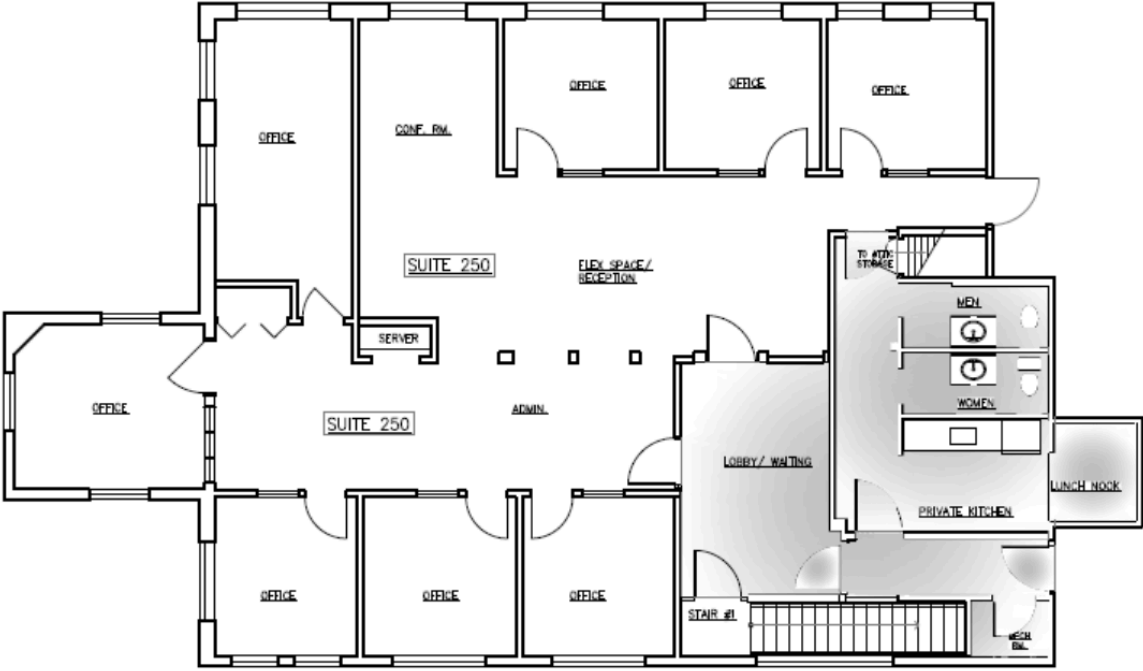 OFFICE
OFFICE
OFFICE
CONF. RM.
OFFICE
SUITE 250
FLEX SPACE/
RECEPTION
TO ATTIC
STORAGE
MEN
SERVER
WOMEN
OFFICE
ADMIN.
SUITE 250
LOBBY/ WAITING
LUNCH NOOK
PRIVATE KITCHEN
OFFICE
OFFICE
OFFICE
STAIR #1
MECH
RM.